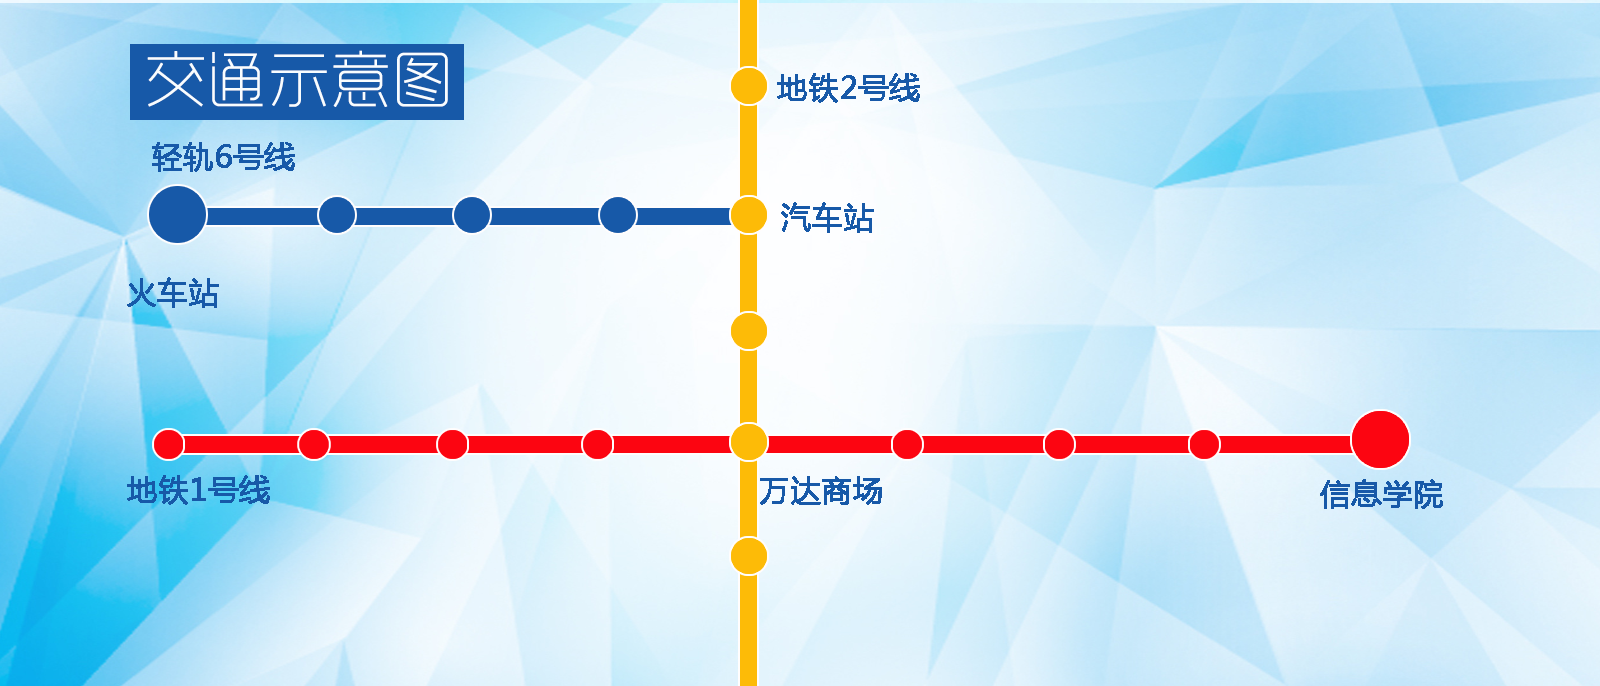 交通示意图
地铁2号线
轻轨6号线
汽车站
火车站
地铁1号线
万达商场
信息学院